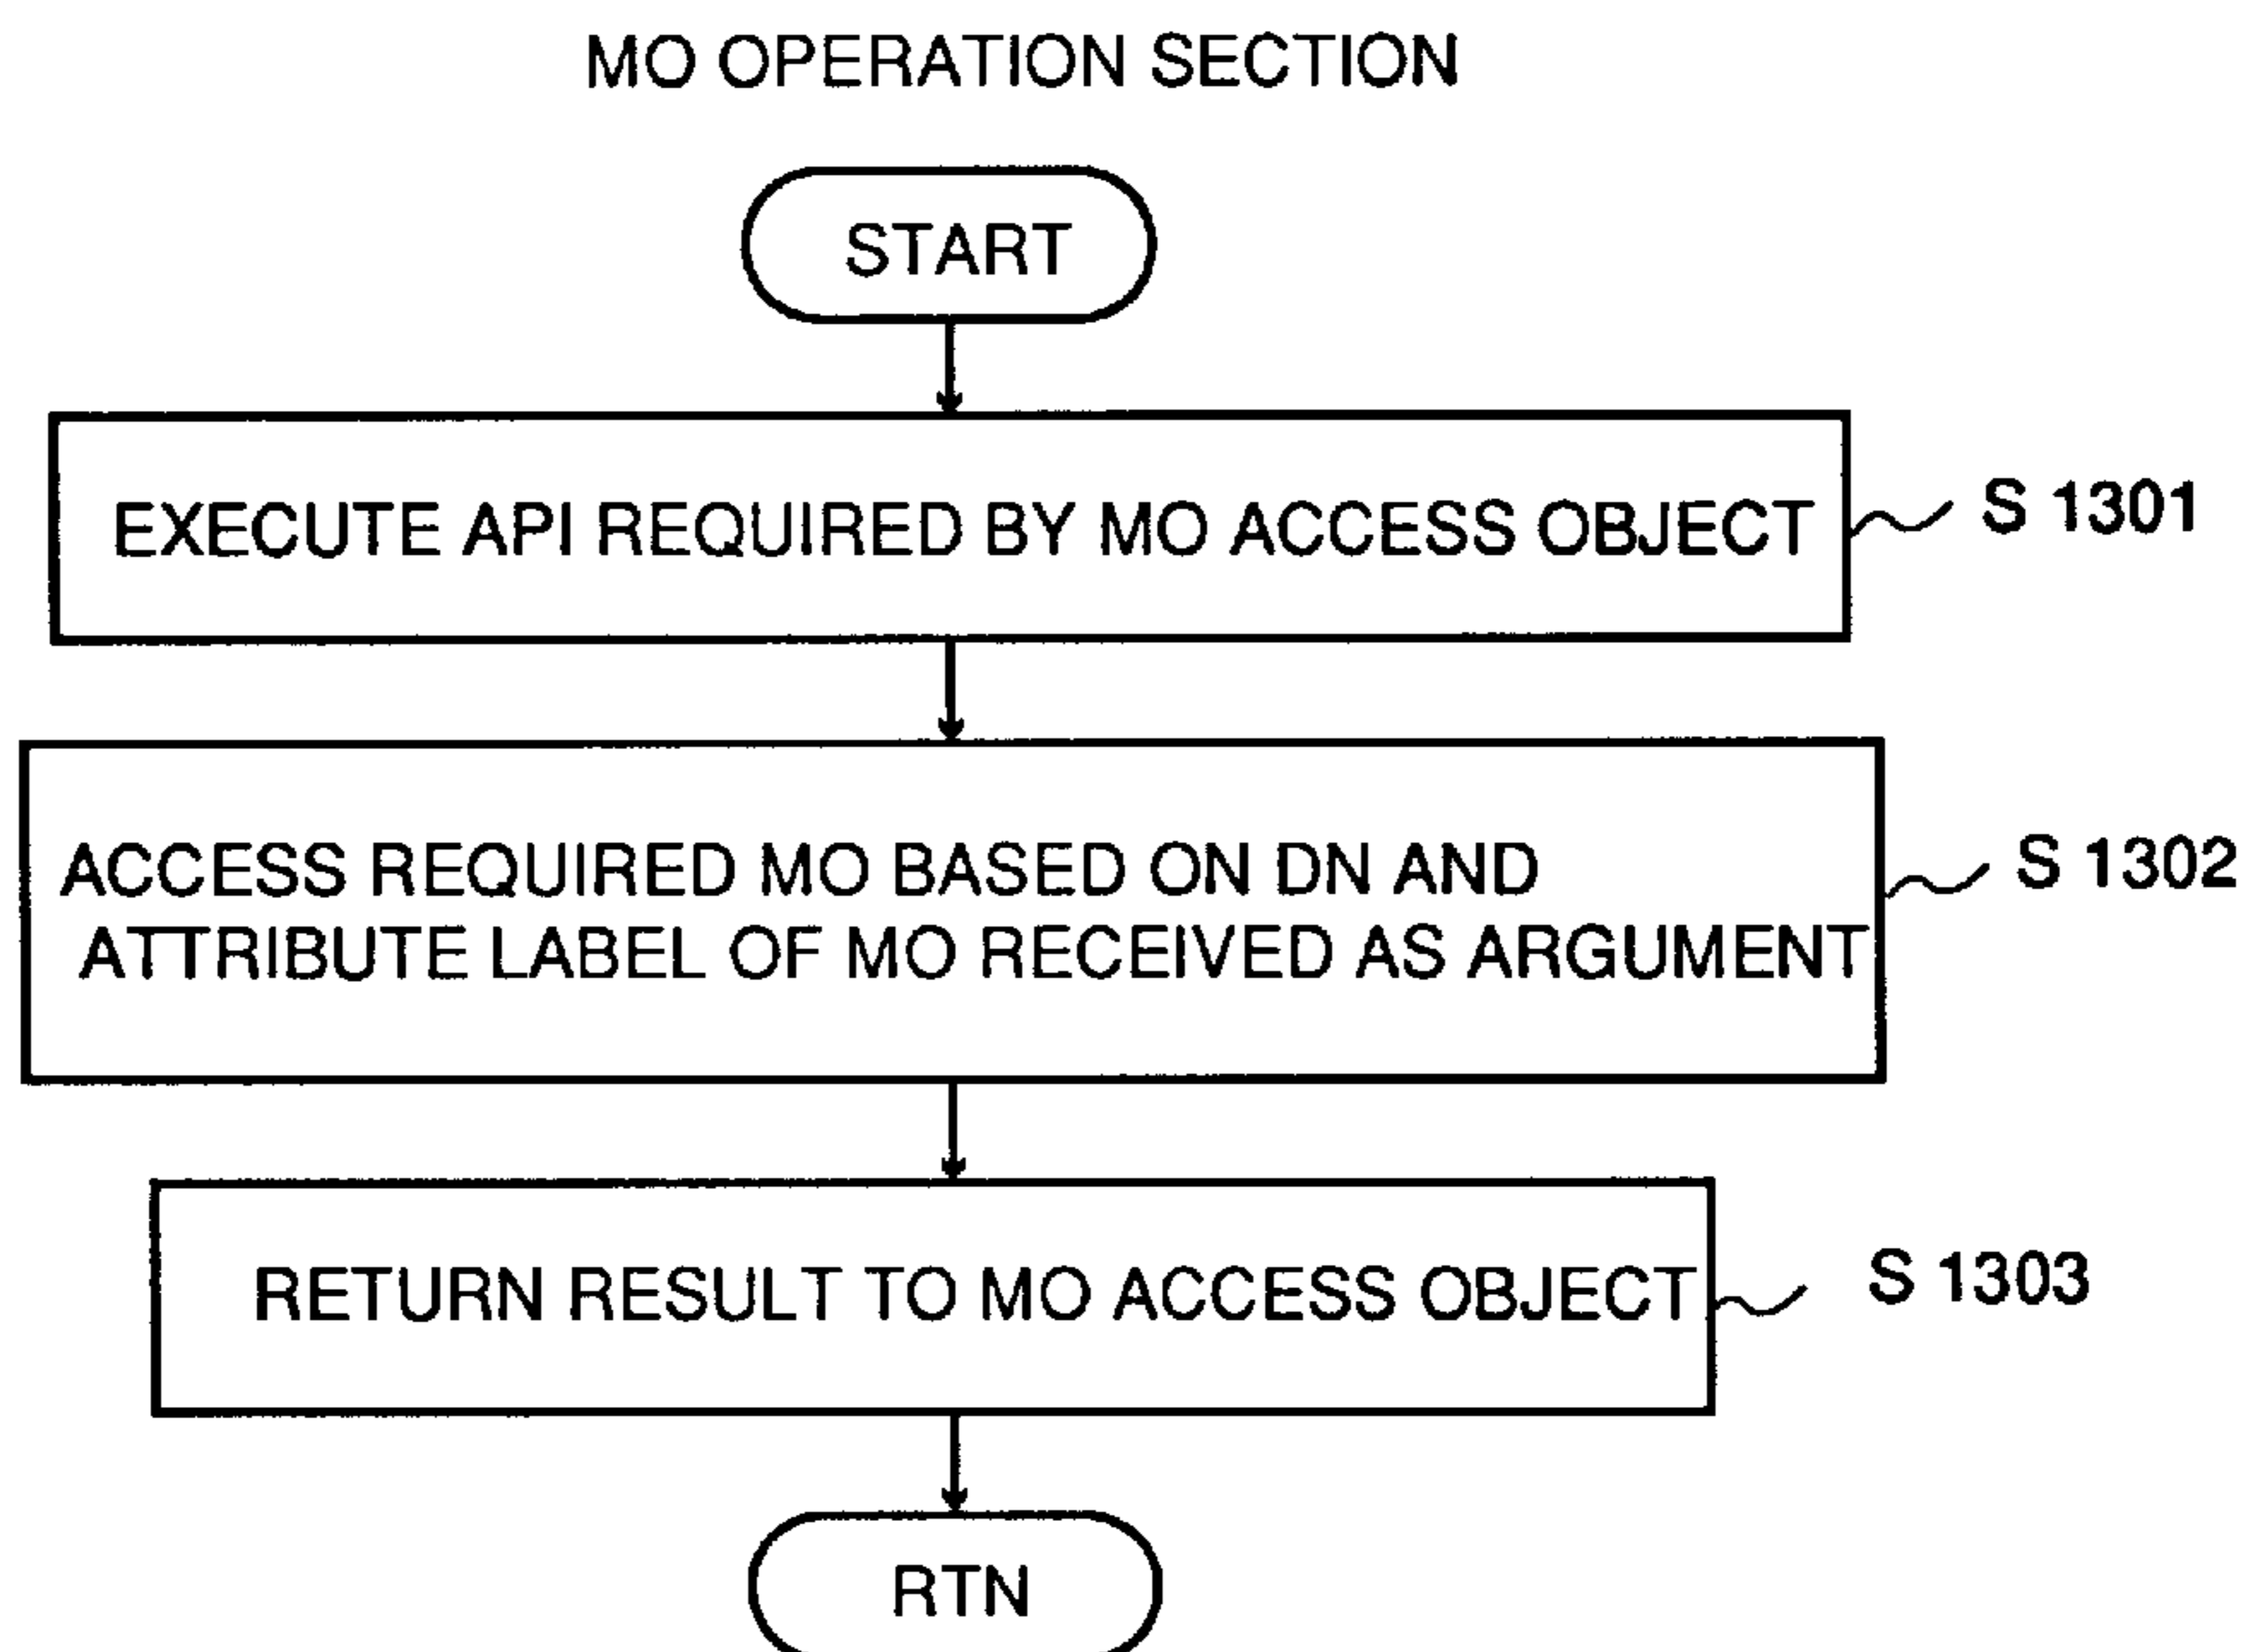 MO OPERATION SECTION
START
EXECUTE API REQUIRED BY MO ACCESS OBJECT
S 1301
ACCESS REQUIRED MO BASED ON DN AND
ATTRIBUTE LABEL OF MO RECEIVED AS ARGUMENT
S 1302
RETURN RESULT TO MO ACCESS OBJECT
S 1303
RTN